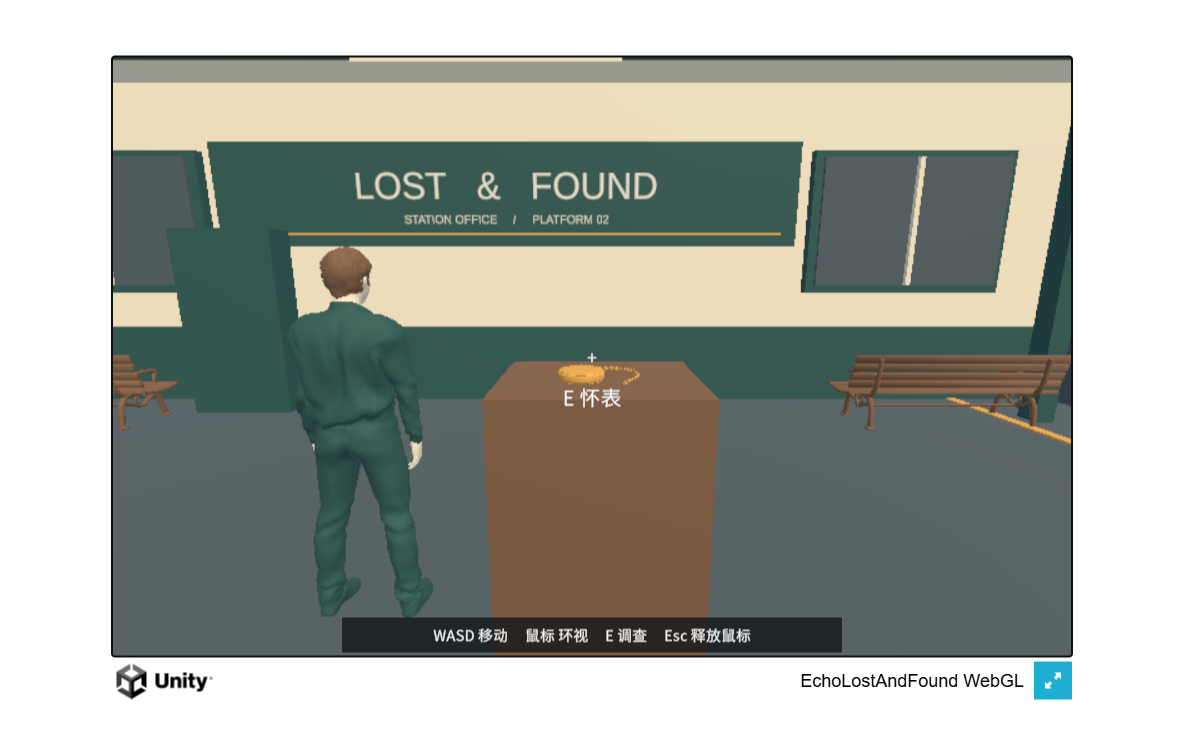 LOST & FOUND
STATION OFFICE / PLATFORM 02
E 怀表
WASD 移动 鼠标 环视 E 调查 Esc 释放鼠标
Unity
EchoLostAndFound WebGL